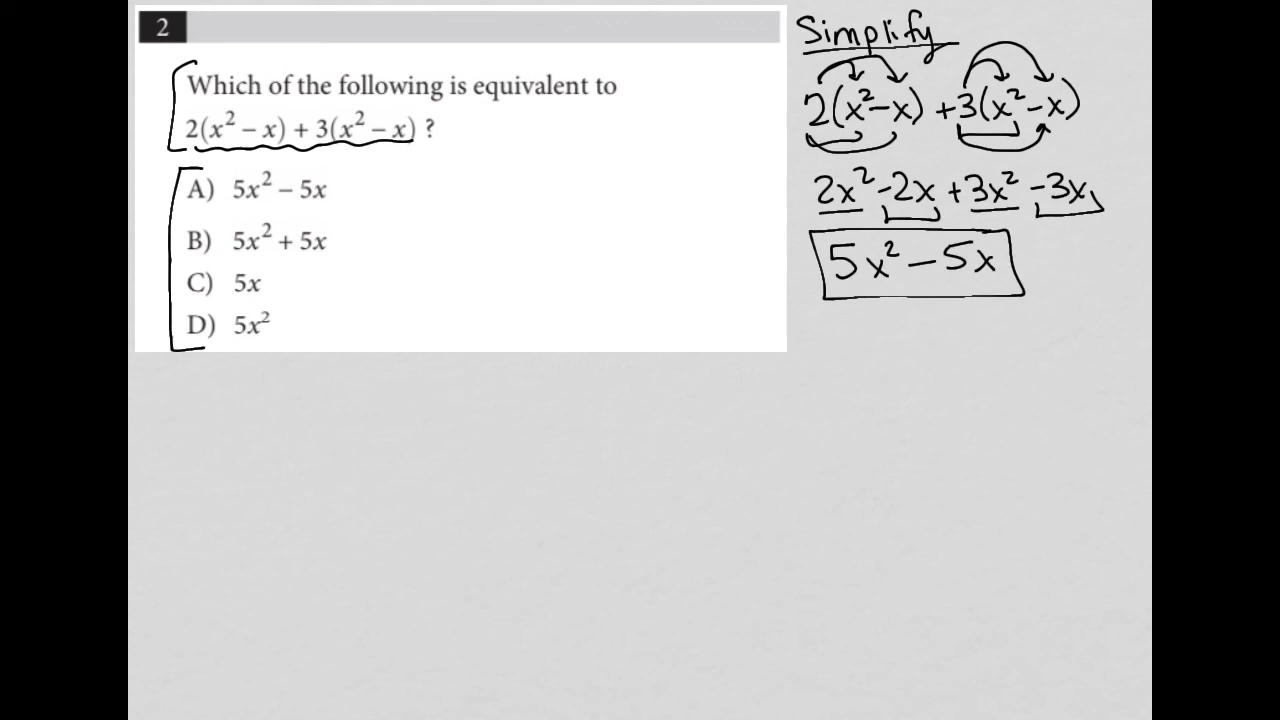 2
Which of the following is equivalent to
2(x² – x) + 3(x² – x) ?
A) 5x² – 5x
B) 5x² + 5x
C) 5x
D) 5x²
Simplify
2(x²-x) +3(x²-x)
2x²-2x +3x²-3x
5x²-5x